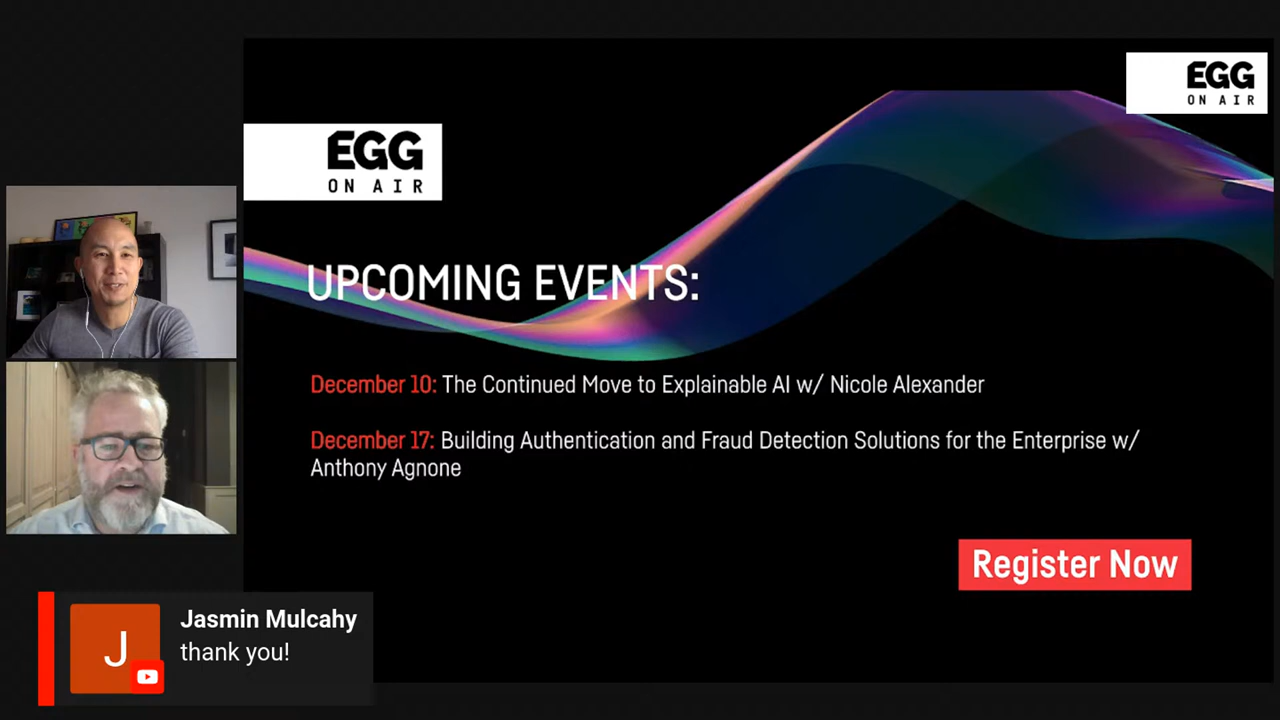 EGG
ON AIR
EGG
ON AIR
UPCOMING EVENTS:
December 10: The Continued Move to Explainable AI w/ Nicole Alexander
December 17: Building Authentication and Fraud Detection Solutions for the Enterprise w/
Anthony Agnone
Register Now
J
Jasmin Mulcahy
thank you!